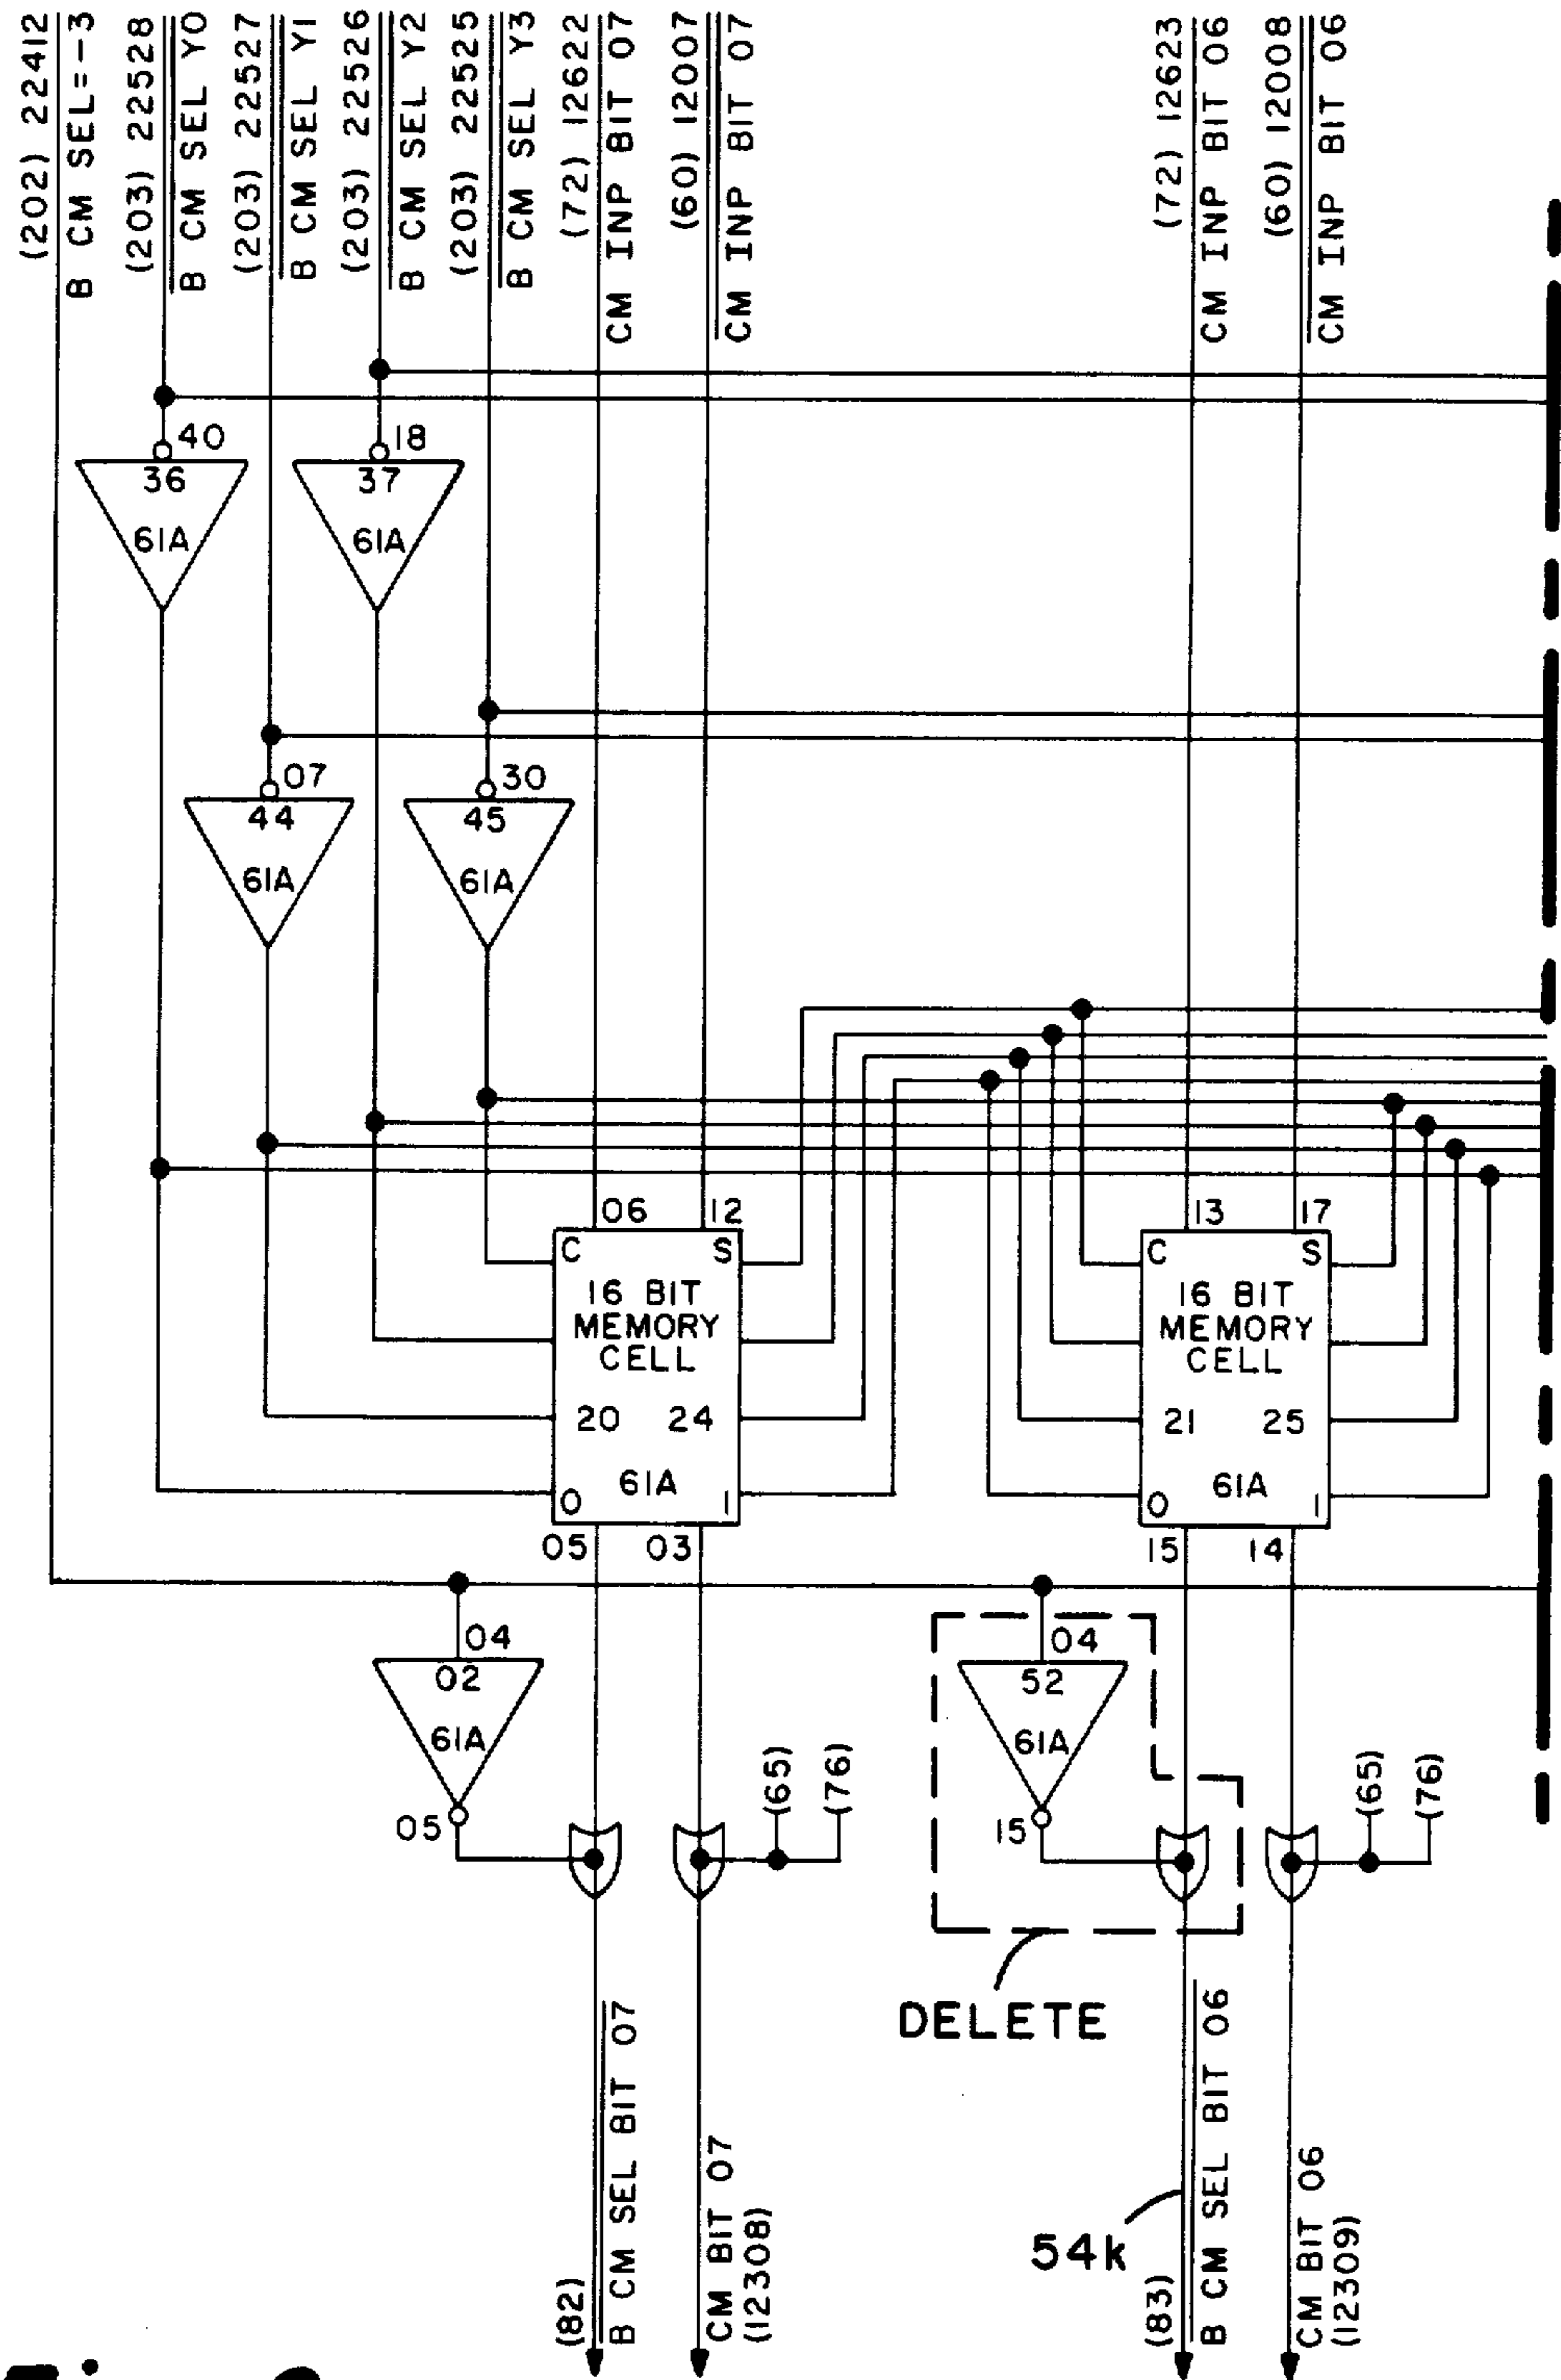 (202) 22412
B CM SEL=-3
(203) 22528
B CM SEL Y0
(203) 22527
B CM SEL Y1
(203) 22526
B CM SEL Y2
(203) 22525
B CM SEL Y3
(72) 12622
CM INP BIT 07
(60) 12007
CM INP BIT 07
(72) 12623
CM INP BIT 06
(60) 12008
CM INP BIT 06
40
36
61A
18
37
61A
07
44
61A
30
45
61A
06 12
C S
16 BIT
MEMORY
CELL
20 24
61A
0 1
05 03
13 17
C S
16 BIT
MEMORY
CELL
21 25
61A
0 1
15 14
04
02
61A
05
(65)
(76)
04
52
61A
15
(65)
(76)
DELETE
54k
(82)
B CM SEL BIT 07
CM BIT 07
(12308)
(83)
B CM SEL BIT 06
CM BIT 06
(12309)